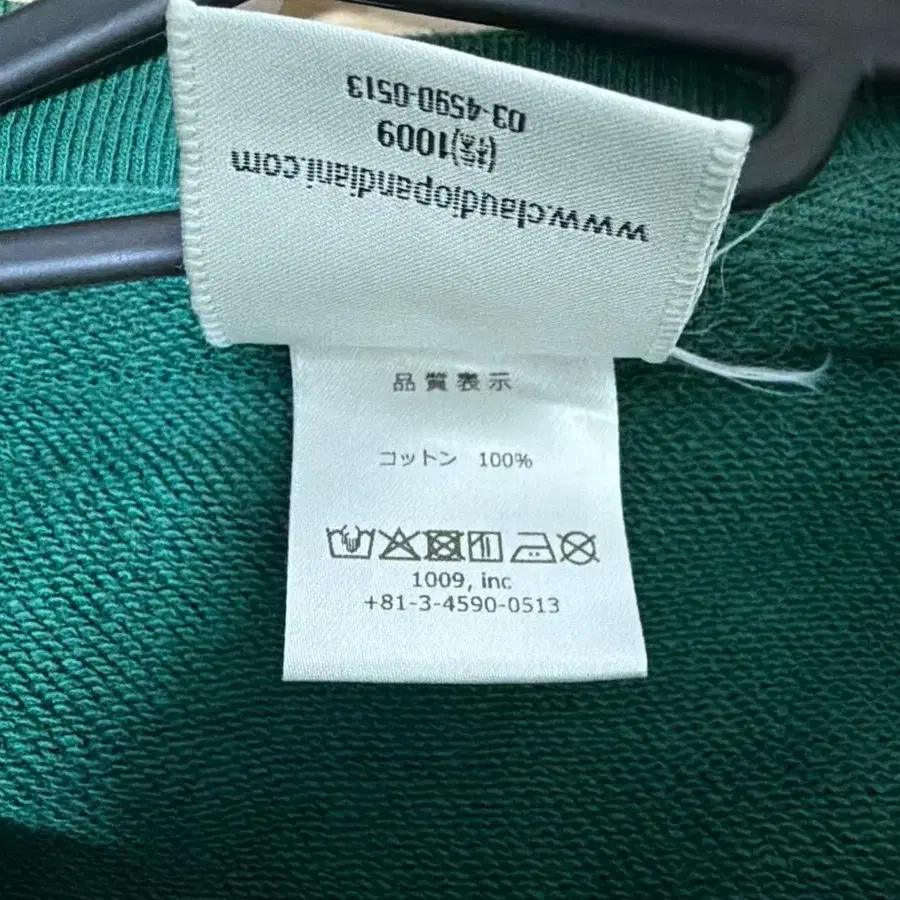 www.claudiopandiani.com
(株)1009
03-4590-0513
品質表示
コットン 100%
1009, inc
+81-3-4590-0513